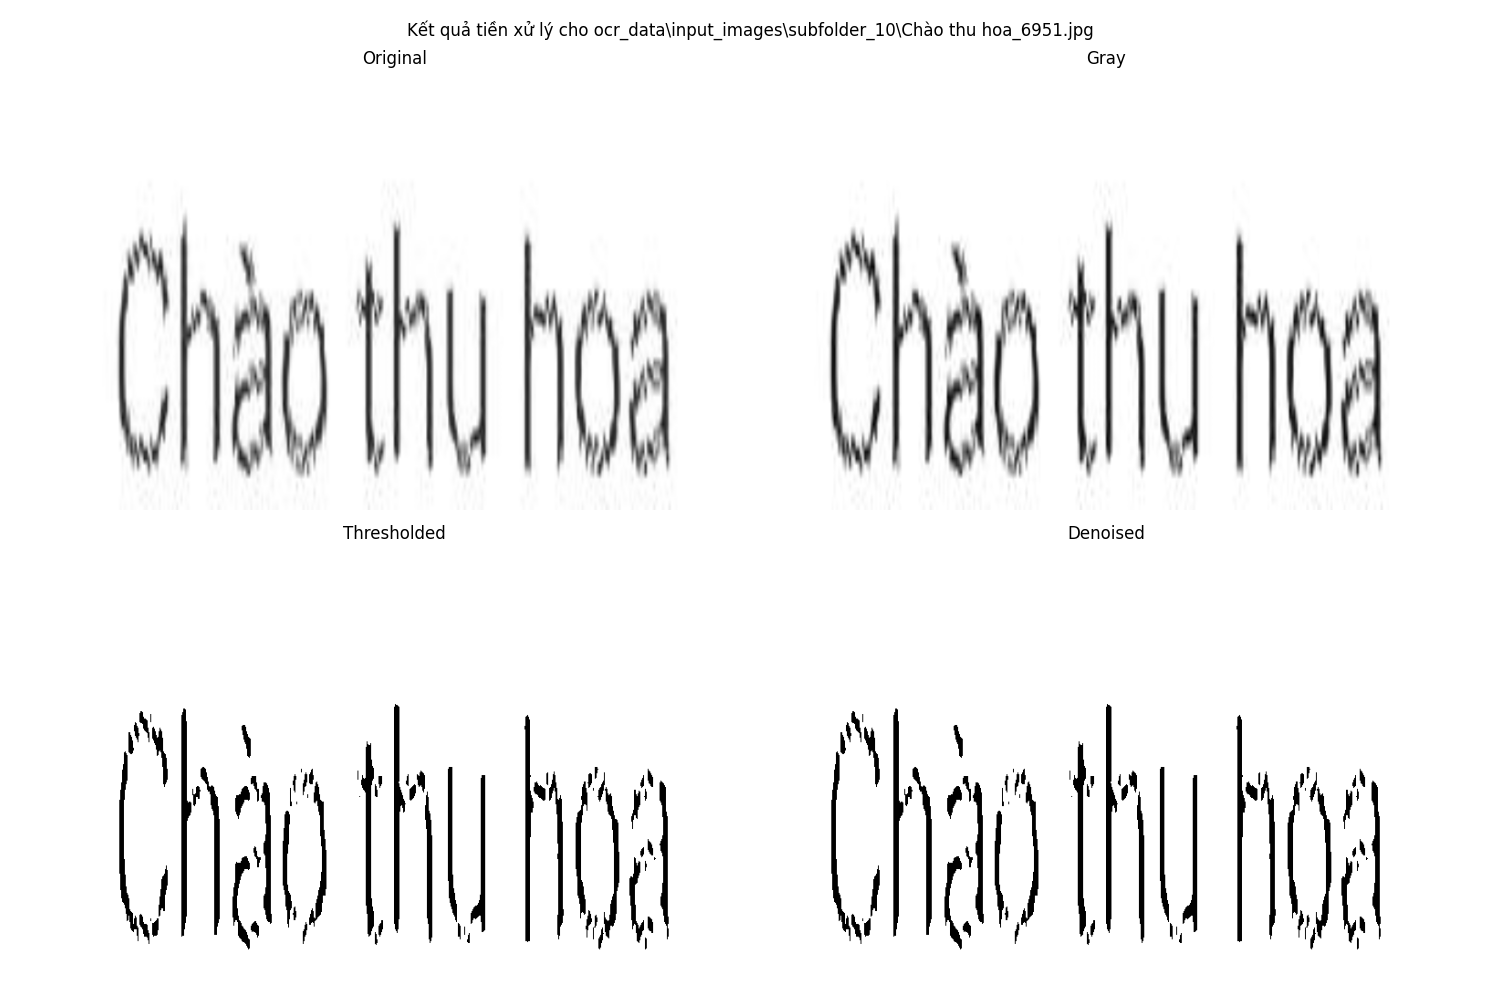 Kết quả tiền xử lý cho ocr_data\input_images\subfolder_10\Chào thu hoa_6951.jpg
Original
Gray
Chào thu hoa
Chào thu hoa
Thresholded
Denoised
Chào thu hoa
Chào thu hoa